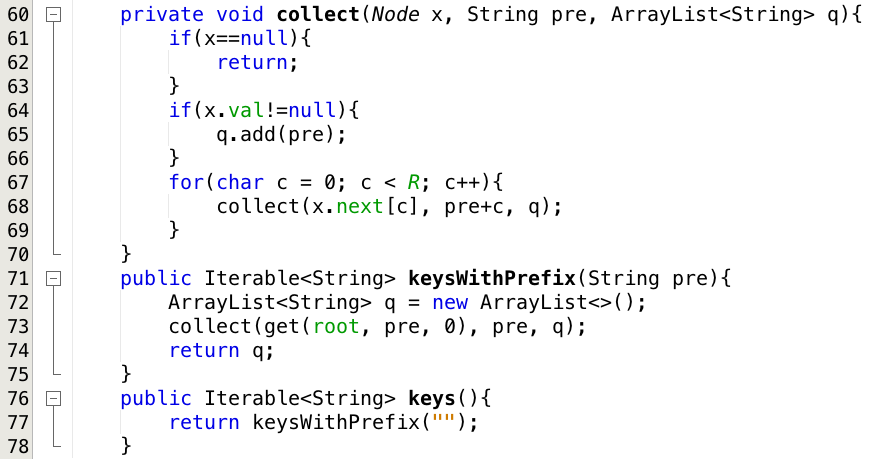 60 private void collect(Node x, String pre, ArrayList<String> q){
61 if(x==null){
62 return;
63 }
64 if(x.val!=null){
65 q.add(pre);
66 }
67 for(char c = 0; c < R; c++){
68 collect(x.next[c], pre+c, q);
69 }
70 }
71 public Iterable<String> keysWithPrefix(String pre){
72 ArrayList<String> q = new ArrayList<>();
73 collect(get(root, pre, 0), pre, q);
74 return q;
75 }
76 public Iterable<String> keys(){
77 return keysWithPrefix("");
78 }